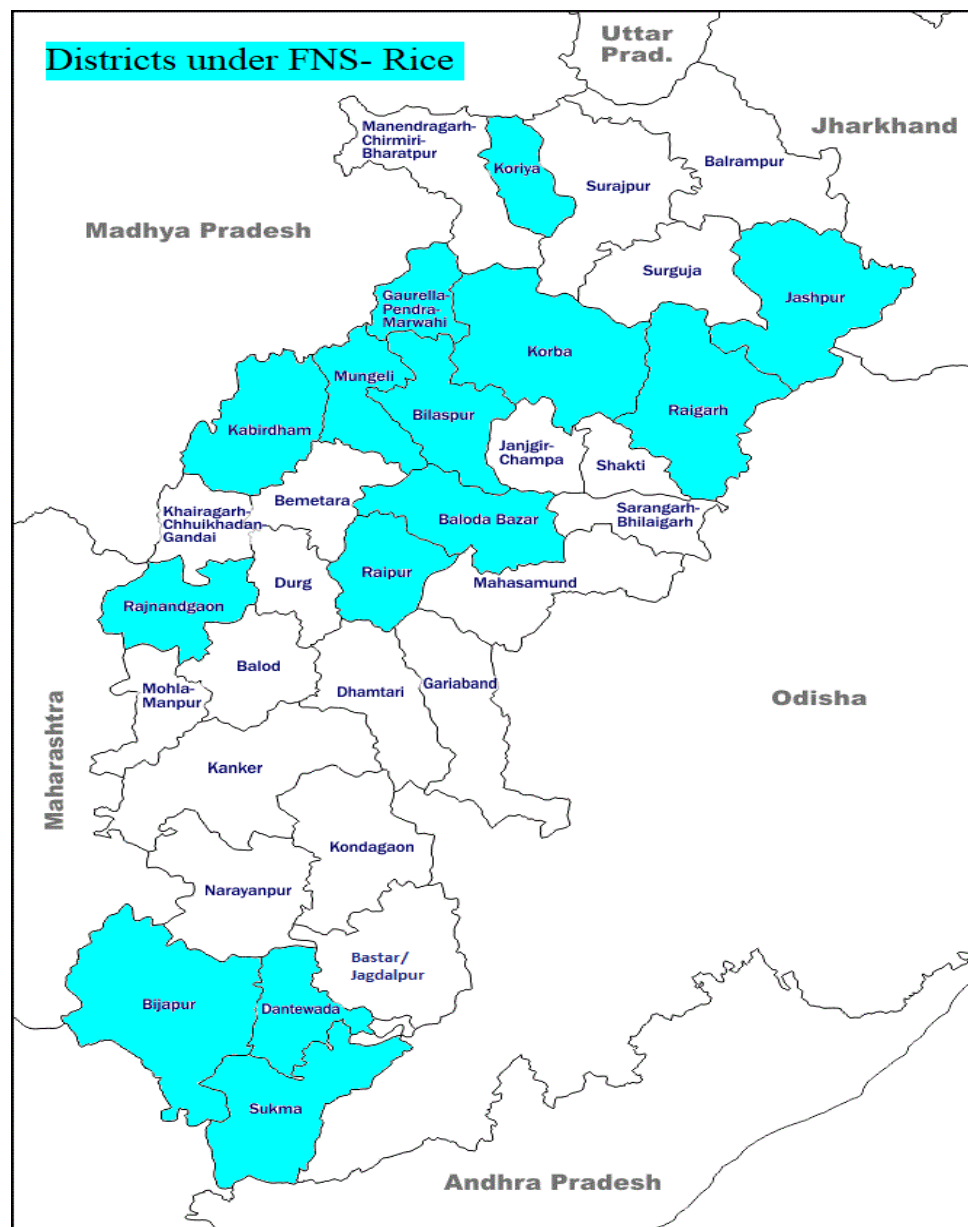 Districts under FNS- Rice
Uttar
Prad.
Jharkhand
Manendragarh-
Chirmiri-
Bharatpur
Koriya
Surajpur
Balrampur
Madhya Pradesh
Surguja
Jashpur
Gaurella-
Pendra-
Marwahi
Korba
Mungeli
Bilaspur
Raigarh
Kabirdham
Janjgir-
Champa
Shakti
Bemetara
Khairagarh-
Chhuikhadan-
Gandai
Baloda Bazar
Sarangarh-
Bhilaigarh
Raipur
Durg
Mahasamund
Rajnandgaon
Balod
Mohla-
Manpur
Dhamtari
Gariaband
Odisha
Maharashtra
Kanker
Kondagaon
Narayanpur
Bastar/
Jagdalpur
Bijapur
Dantewada
Sukma
Andhra Pradesh